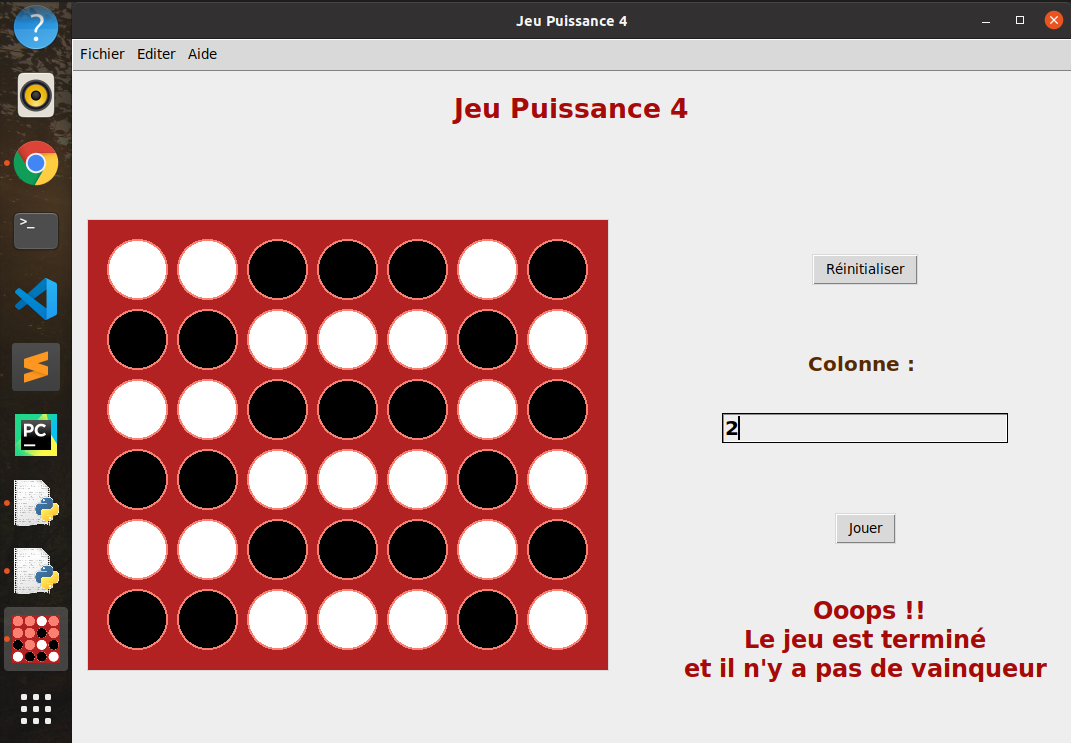 Jeu Puissance 4
Fichier Editer Aide
Jeu Puissance 4
Réinitialiser
Colonne :
2
Jouer
Ooops !!
Le jeu est terminé
et il n'y a pas de vainqueur
?
>_
PC